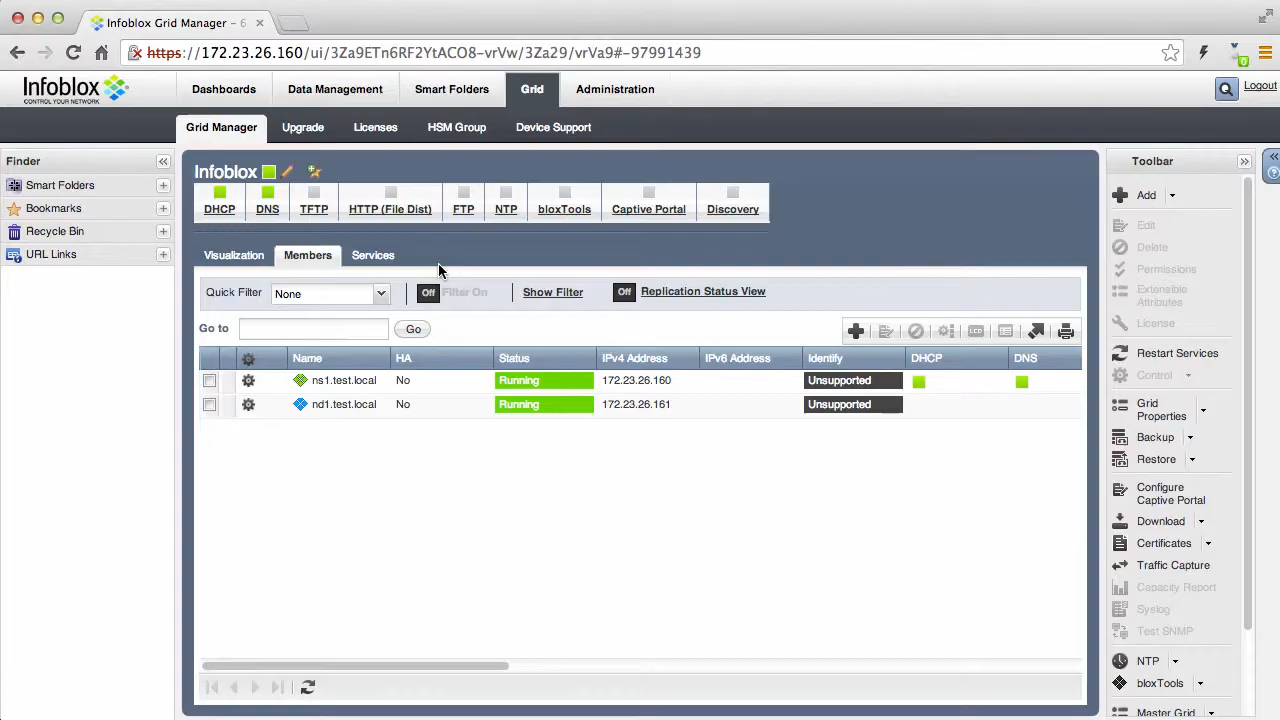 Infoblox Grid Manager – 6
https://172.23.26.160/ui/3Za9ETn6RF2YtACO8-vrVw/3Za29/vrVa9#-97991439
0
Infoblox
CONTROL YOUR NETWORK
Dashboards
Data Management
Smart Folders
Grid
Administration
Logout
Grid Manager
Upgrade
Licenses
HSM Group
Device Support
Finder
Smart Folders
Bookmarks
Recycle Bin
URL Links
Infoblox
DHCP
DNS
TFTP
HTTP (File Dist)
FTP
NTP
bloxTools
Captive Portal
Discovery
Visualization
Members
Services
Quick Filter
None
Off
Filter On
Show Filter
Off
Replication Status View
Go to
Go
LCD
Name HA Status IPv4 Address IPv6 Address Identify DHCP DNS
ns1.test.local No Running 172.23.26.160 Unsupported
nd1.test.local No Running 172.23.26.161 Unsupported
Toolbar
Add
Edit
Delete
Permissions
Extensible
Attributes
License
Restart Services
Control
Grid
Properties
Backup
Restore
Configure
Captive Portal
Download
Certificates
Traffic Capture
Capacity Report
Syslog
Test SNMP
NTP
bloxTools
Master Grid